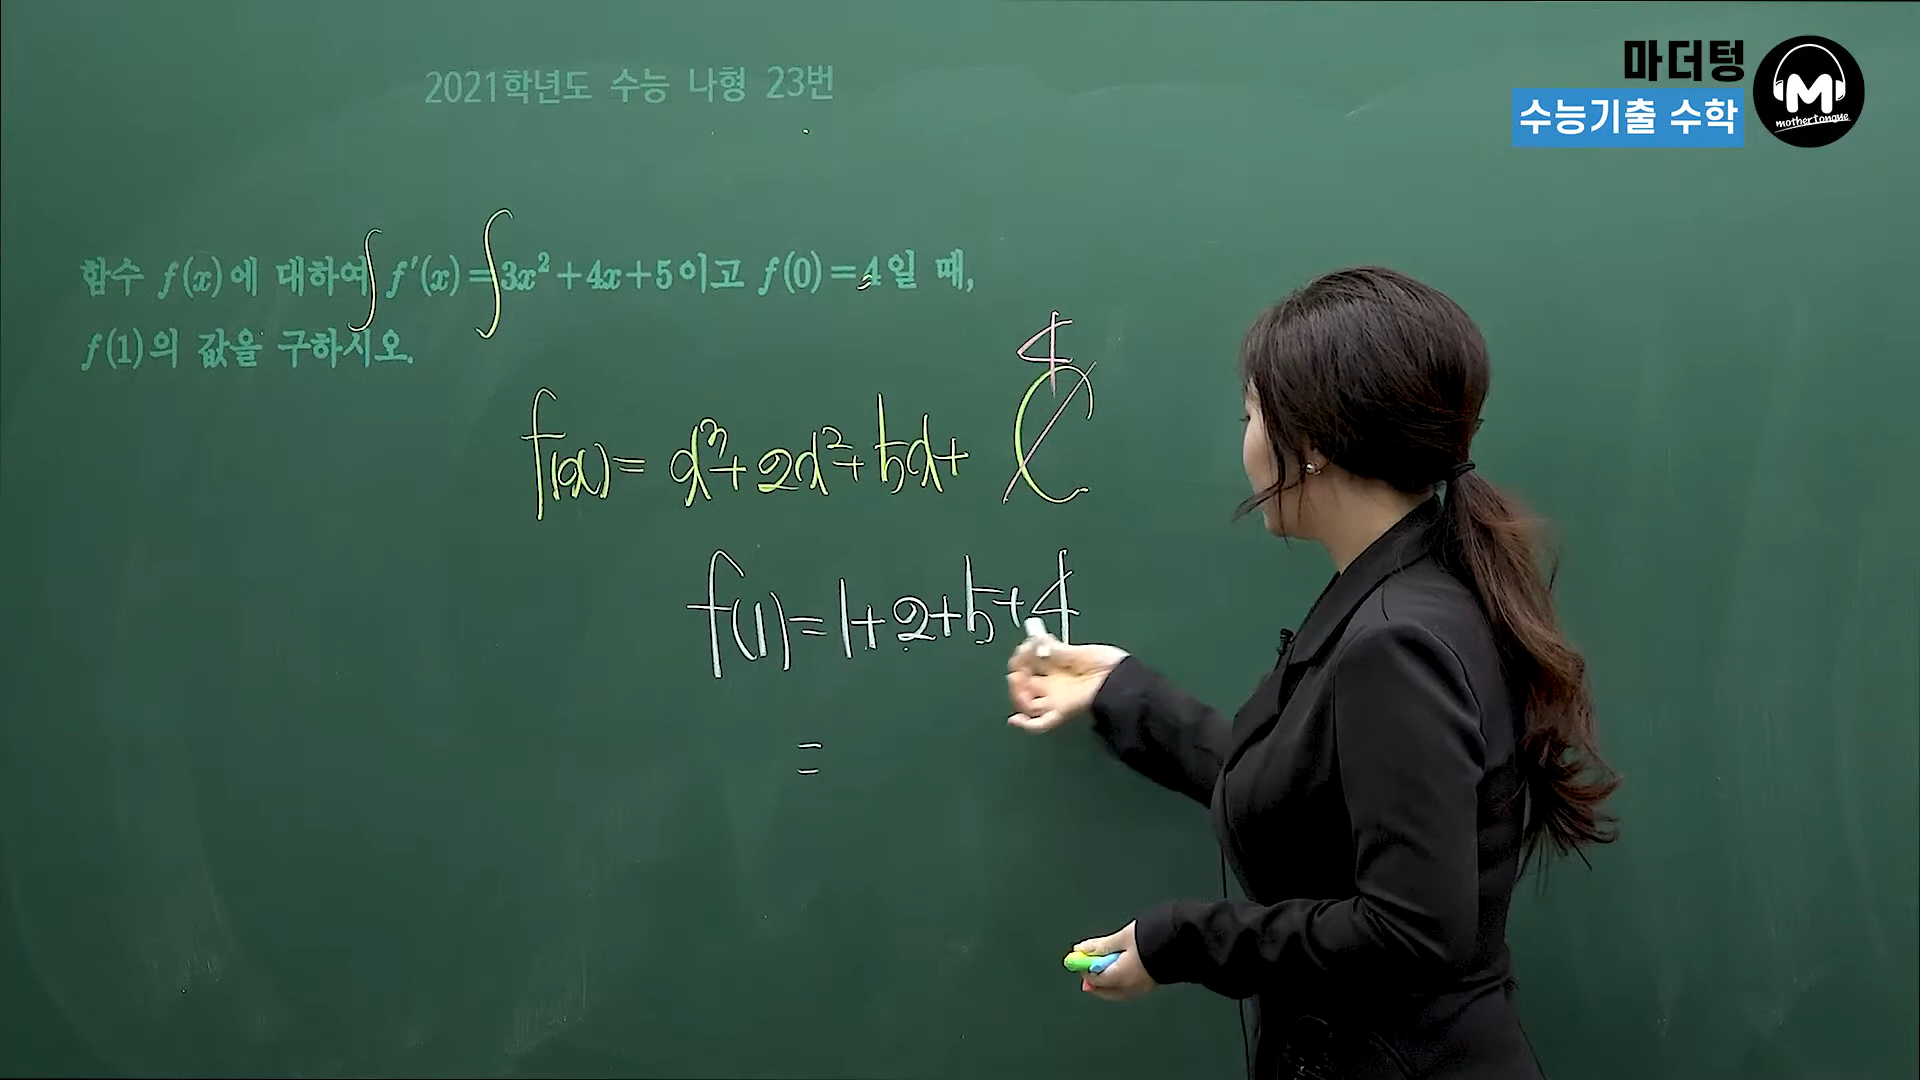 마더텅
수능기출 수학
M
mothertongue
2021학년도 수능 나형 23번
함수 f(x)에 대하여 ∫f′(x)=∫3x²+4x+5이고 f(0)=4일 때,
f(1)의 값을 구하시오.
4
f(x)= x³+2x²+5x+ C
f(1)=1+2+5+4
=